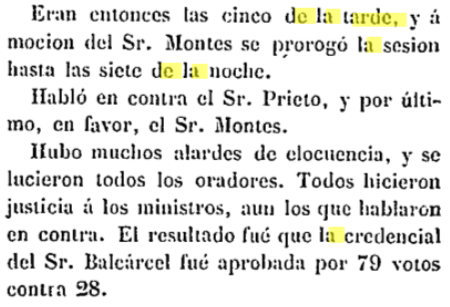 Eran entonces las cinco de la tarde, y á
mocion del Sr. Montes se prorogó la sesion
hasta las siete de la noche.
Habló en contra el Sr. Prieto, y por últi-
mo, en favor, el Sr. Montes.
Hubo muchos alardes de elocuencia, y se
lucieron todos los oradores. Todos hicieron
justicia á los ministros, aun los que hablaron
en contra. El resultado fué que la credencial
del Sr. Balcárcel fué aprobada por 79 votos
contra 28.